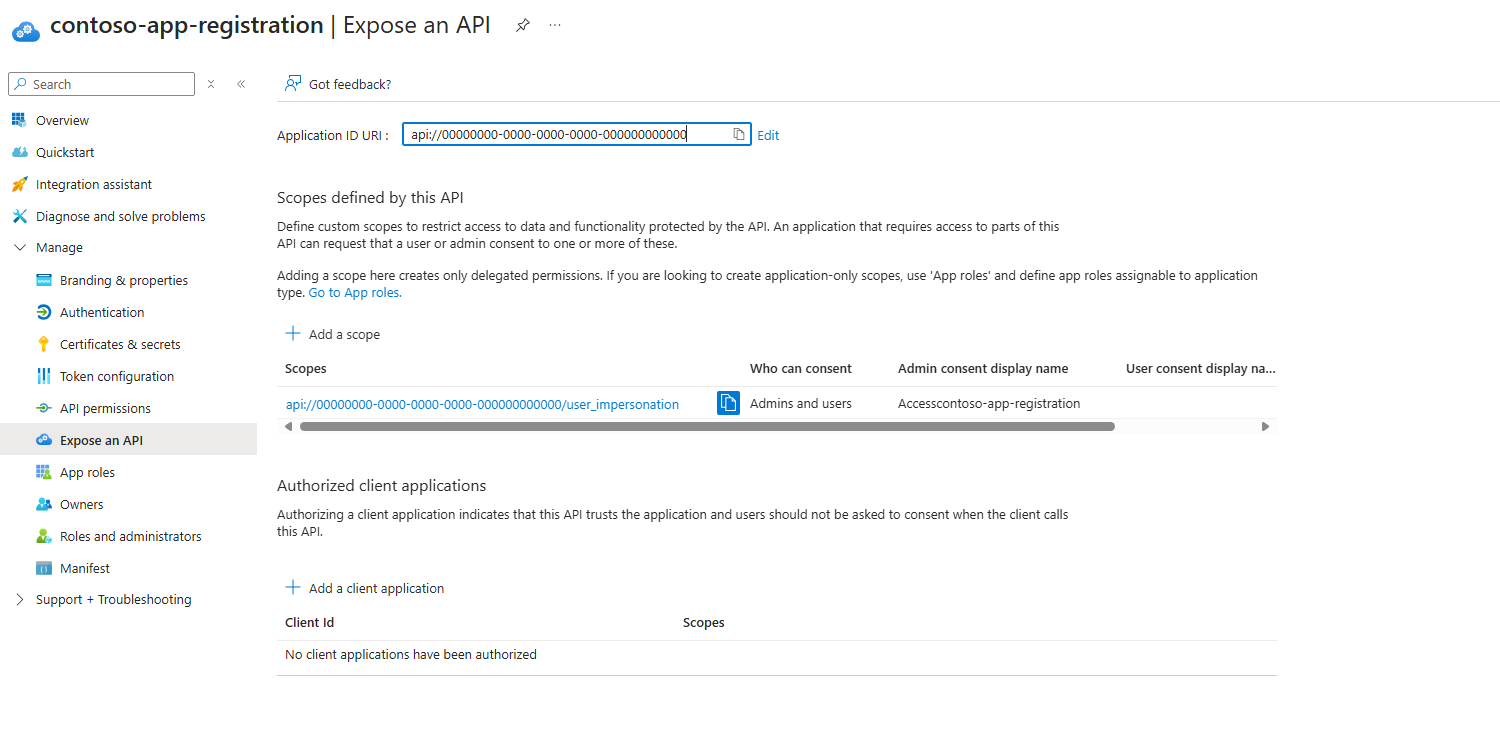 contoso-app-registration | Expose an API
Search
Overview
Quickstart
Integration assistant
Diagnose and solve problems
Manage
Branding & properties
Authentication
Certificates & secrets
Token configuration
API permissions
Expose an API
App roles
Owners
Roles and administrators
Manifest
Support + Troubleshooting
Got feedback?
Application ID URI : api://00000000-0000-0000-0000-000000000000 Edit
Scopes defined by this API
Define custom scopes to restrict access to data and functionality protected by the API. An application that requires access to parts of this
API can request that a user or admin consent to one or more of these.
Adding a scope here creates only delegated permissions. If you are looking to create application-only scopes, use 'App roles' and define app roles assignable to application
type. Go to App roles.
Add a scope
Scopes Who can consent Admin consent display name User consent display na...
api://00000000-0000-0000-0000-000000000000/user_impersonation Admins and users Accesscontoso-app-registration
Authorized client applications
Authorizing a client application indicates that this API trusts the application and users should not be asked to consent when the client calls
this API.
Add a client application
Client Id Scopes
No client applications have been authorized